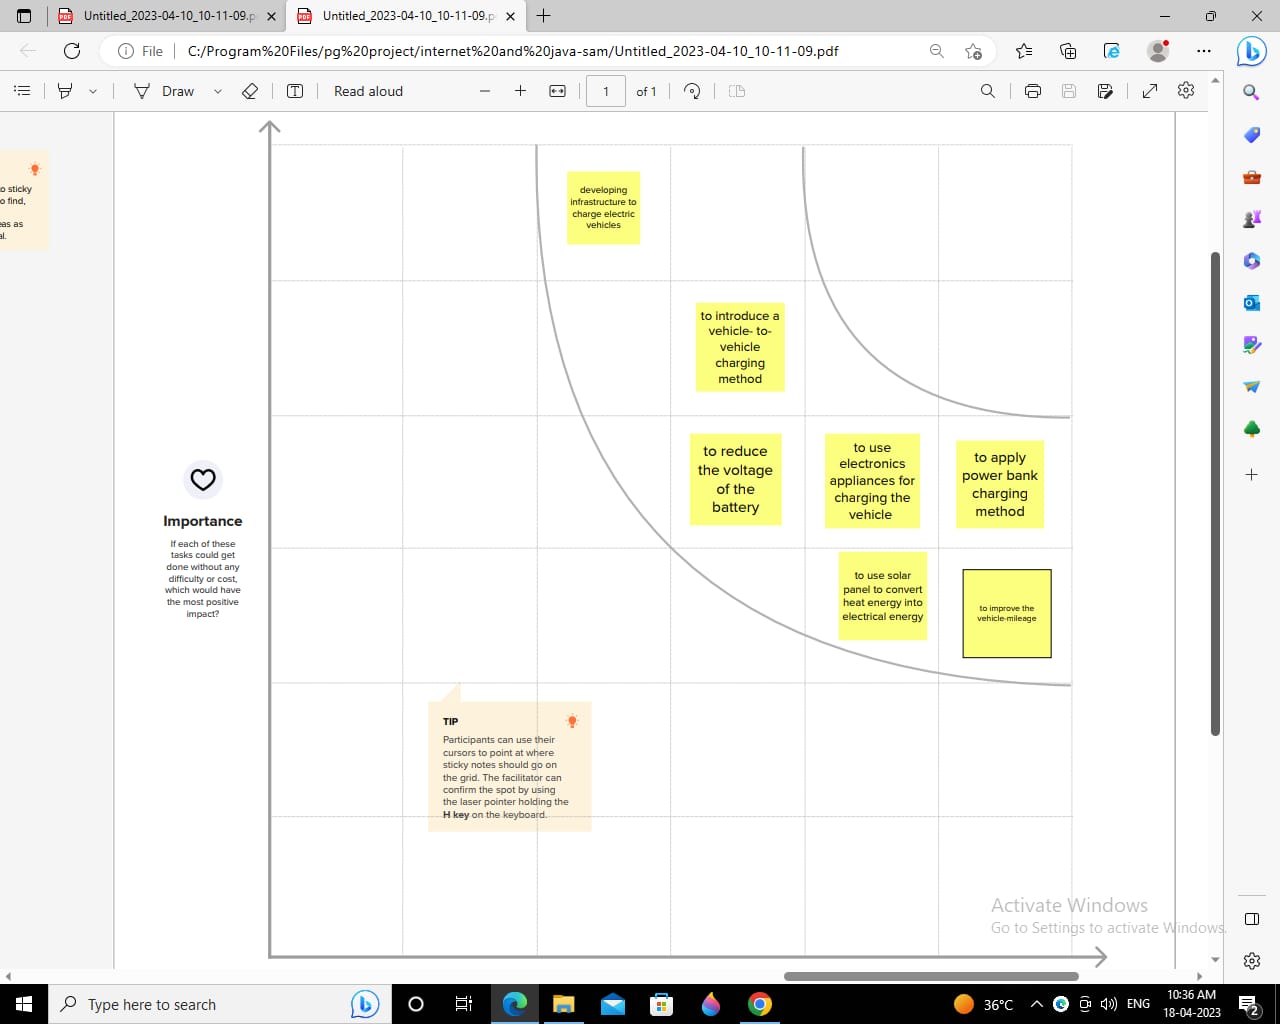 Untitled_2023-04-10_10-11-09.p
Untitled_2023-04-10_10-11-09.p
File
C:/Program%20Files/pg%20project/internet%20and%20java-sam/Untitled_2023-04-10_10-11-09.pdf
Draw
Read aloud
1
of 1
o sticky
o find,
eas as
al.
developing
infrastructure to
charge electric
vehicles
to introduce a
vehicle- to-
vehicle
charging
method
to reduce
the voltage
of the
battery
to use
electronics
appliances for
charging the
vehicle
to apply
power bank
charging
method
Importance
If each of these
tasks could get
done without any
difficulty or cost,
which would have
the most positive
impact?
to use solar
panel to convert
heat energy into
electrical energy
to improve the
vehicle-mileage
TIP
Participants can use their
cursors to point at where
sticky notes should go on
the grid. The facilitator can
confirm the spot by using
the laser pointer holding the
H key on the keyboard.
Activate Windows
Go to Settings to activate Windows.
Type here to search
36°C
ENG
10:36 AM
18-04-2023
2